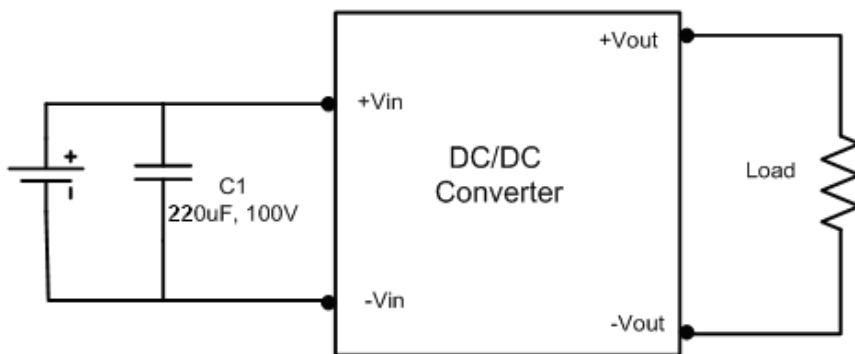 +Vout
+Vin
DC/DC
Converter
Load
+
-
C1
220uF, 100V
-Vin
-Vout